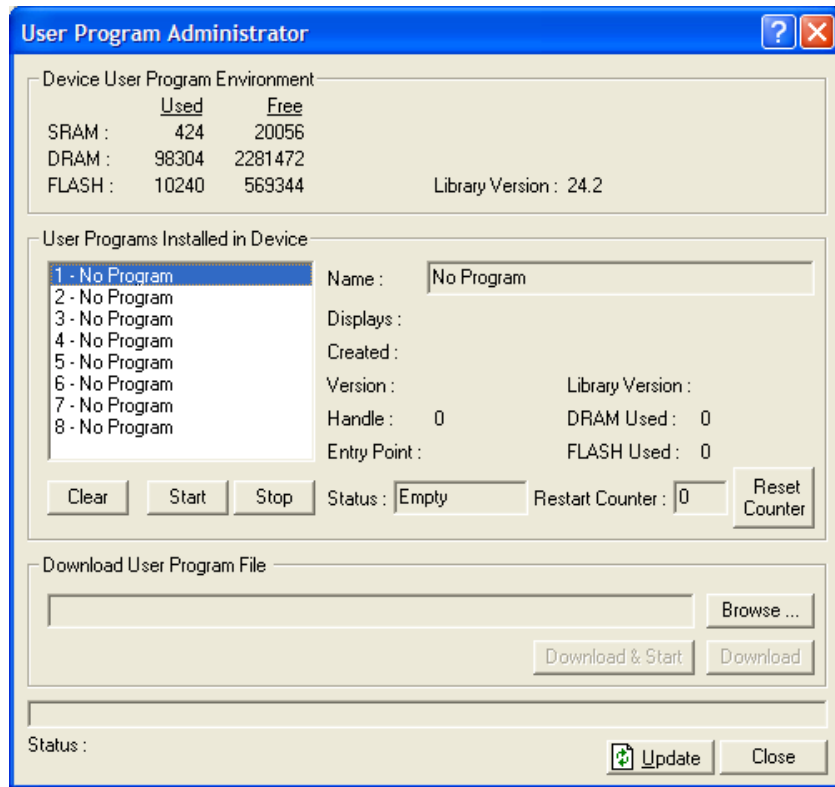 User Program Administrator
Device User Program Environment
Used Free
SRAM : 424 20056
DRAM : 98304 2281472
FLASH : 10240 569344 Library Version : 24.2
User Programs Installed in Device
1 - No Program
2 - No Program
3 - No Program
4 - No Program
5 - No Program
6 - No Program
7 - No Program
8 - No Program
Name : No Program
Displays :
Created :
Version : Library Version :
Handle : 0 DRAM Used : 0
Entry Point : FLASH Used : 0
Clear Start Stop Status : Empty Restart Counter : 0 Reset Counter
Download User Program File
Browse ...
Download & Start Download
Status :
Update Close